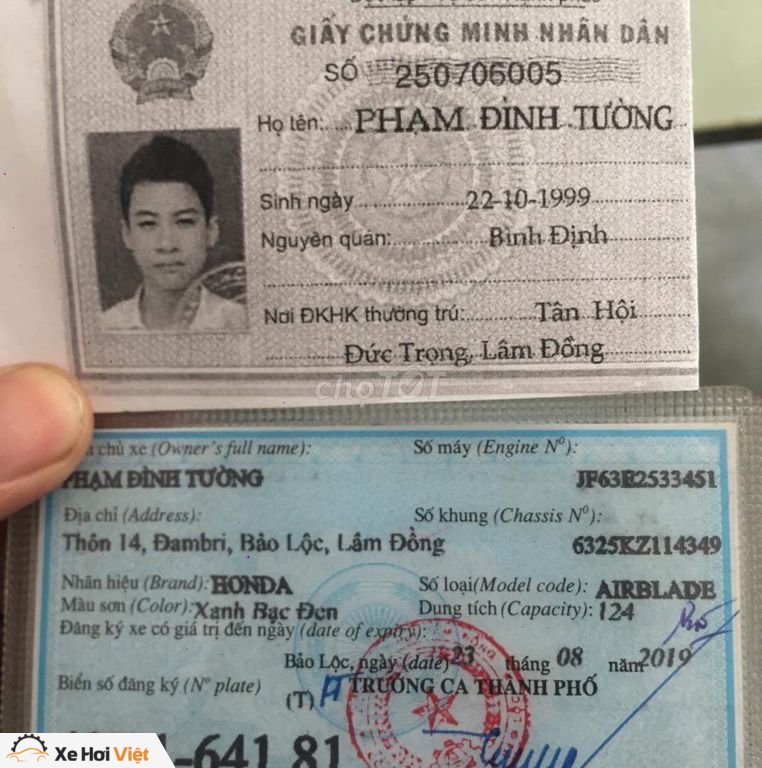 GIẤY CHỨNG MINH NHÂN DÂN
SỐ 250706005
Họ tên: PHẠM ĐÌNH TƯỜNG
Sinh ngày 22-10-1999
Nguyên quán: Bình Định
Nơi ĐKHK thường trú: Tân Hội
Đức Trọng, Lâm Đồng
choTỐT
chủ xe (Owner's full name):
PHẠM ĐÌNH TƯỜNG
Số máy (Engine Nº):
JF63E2533451
Địa chỉ (Address):
Thôn 14, Đambri, Bảo Lộc, Lâm Đồng
Số khung (Chassis Nº):
6325KZ114349
Nhãn hiệu (Brand): HONDA
Số loại(Model code): AIRBLADE
Màu sơn (Color): Xanh Bạc Đen
Dung tích (Capacity): 124
Đăng ký xe có giá trị đến ngày (date of expiry):
Bảo Lộc, ngày (date) 23 tháng 08 năm 2019
Biển số đăng ký (Nº plate)
(T) TRƯỞNG CA THÀNH PHỐ
-641.81
Xe Hơi Việt